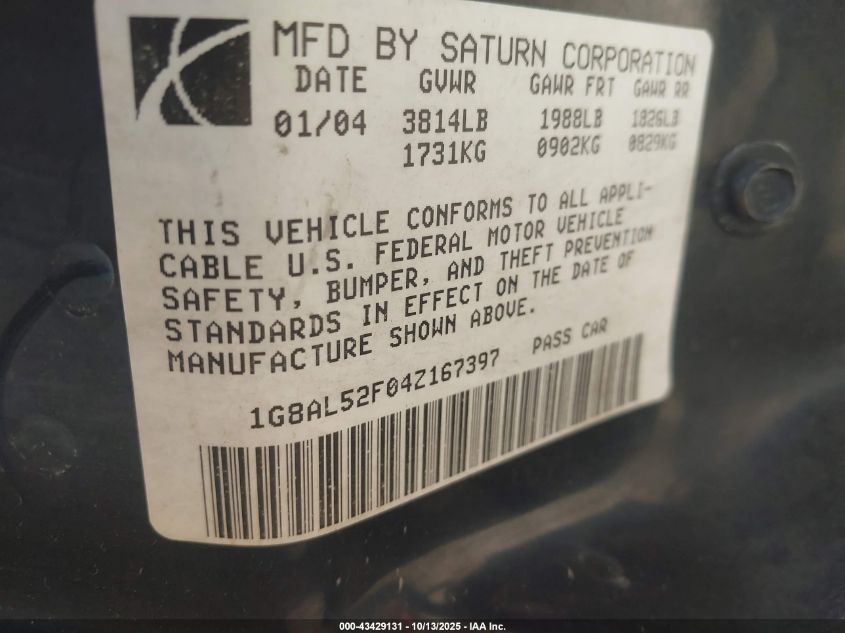 MFD BY SATURN CORPORATION
DATE GVWR GAWR FRT GAWR RR
01/04 3814LB 1988LB 1826LB
1731KG 0902KG 0829KG
THIS VEHICLE CONFORMS TO ALL APPLI-
CABLE U.S. FEDERAL MOTOR VEHICLE
SAFETY, BUMPER, AND THEFT PREVENTION
STANDARDS IN EFFECT ON THE DATE OF
MANUFACTURE SHOWN ABOVE.
1G8AL52F04Z167397 PASS CAR
000-43429131 - 10/13/2025 - IAA Inc.